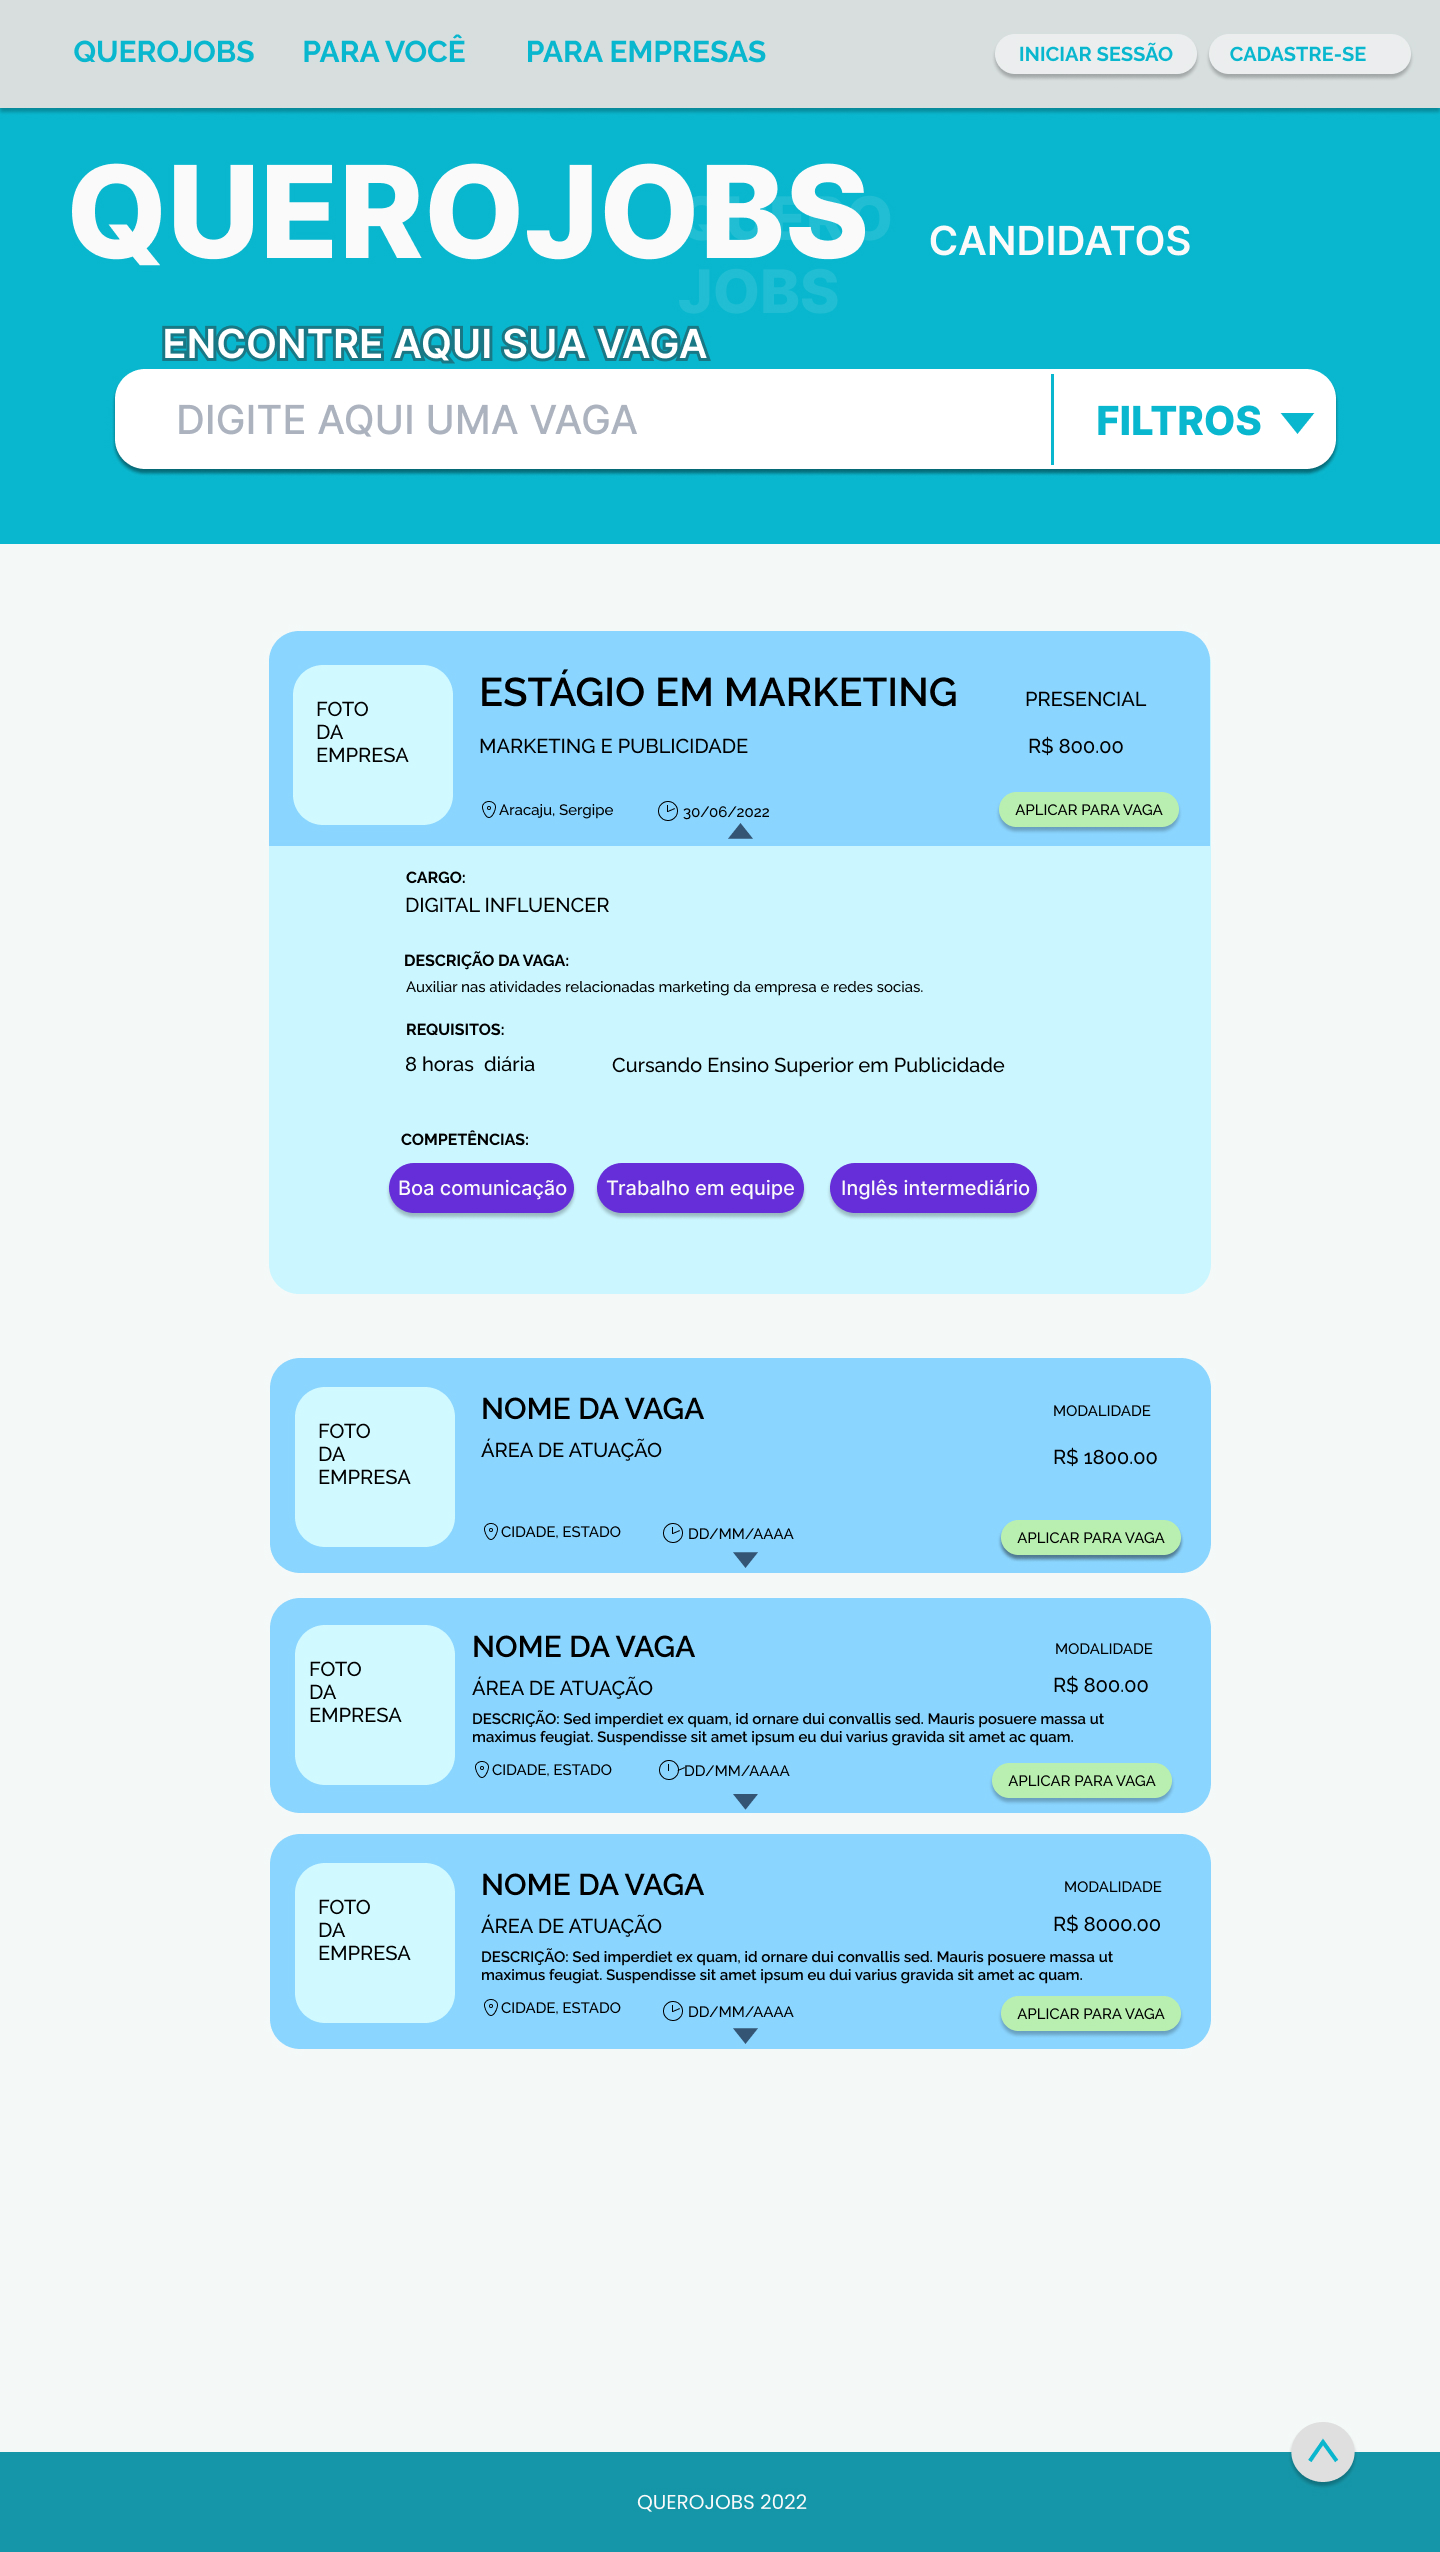 QUEROJOBS
PARA VOCÊ
PARA EMPRESAS
INICIAR SESSÃO
CADASTRE-SE
QUEROJOBS
QUERO
JOBS
CANDIDATOS
ENCONTRE AQUI SUA VAGA
DIGITE AQUI UMA VAGA
FILTROS
FOTO
DA
EMPRESA
ESTÁGIO EM MARKETING
PRESENCIAL
MARKETING E PUBLICIDADE
R$ 800.00
Aracaju, Sergipe
30/06/2022
APLICAR PARA VAGA
CARGO:
DIGITAL INFLUENCER
DESCRIÇÃO DA VAGA:
Auxiliar nas atividades relacionadas marketing da empresa e redes socias.
REQUISITOS:
8 horas  diária
Cursando Ensino Superior em Publicidade
COMPETÊNCIAS:
Boa comunicação
Trabalho em equipe
Inglês intermediário
FOTO
DA
EMPRESA
NOME DA VAGA
MODALIDADE
ÁREA DE ATUAÇÃO
R$ 1800.00
CIDADE, ESTADO
DD/MM/AAAA
APLICAR PARA VAGA
FOTO
DA
EMPRESA
NOME DA VAGA
MODALIDADE
ÁREA DE ATUAÇÃO
R$ 800.00
DESCRIÇÃO: Sed imperdiet ex quam, id ornare dui convallis sed. Mauris posuere massa ut
maximus feugiat. Suspendisse sit amet ipsum eu dui varius gravida sit amet ac quam.
CIDADE, ESTADO
DD/MM/AAAA
APLICAR PARA VAGA
FOTO
DA
EMPRESA
NOME DA VAGA
MODALIDADE
ÁREA DE ATUAÇÃO
R$ 8000.00
DESCRIÇÃO: Sed imperdiet ex quam, id ornare dui convallis sed. Mauris posuere massa ut
maximus feugiat. Suspendisse sit amet ipsum eu dui varius gravida sit amet ac quam.
CIDADE, ESTADO
DD/MM/AAAA
APLICAR PARA VAGA
QUEROJOBS 2022